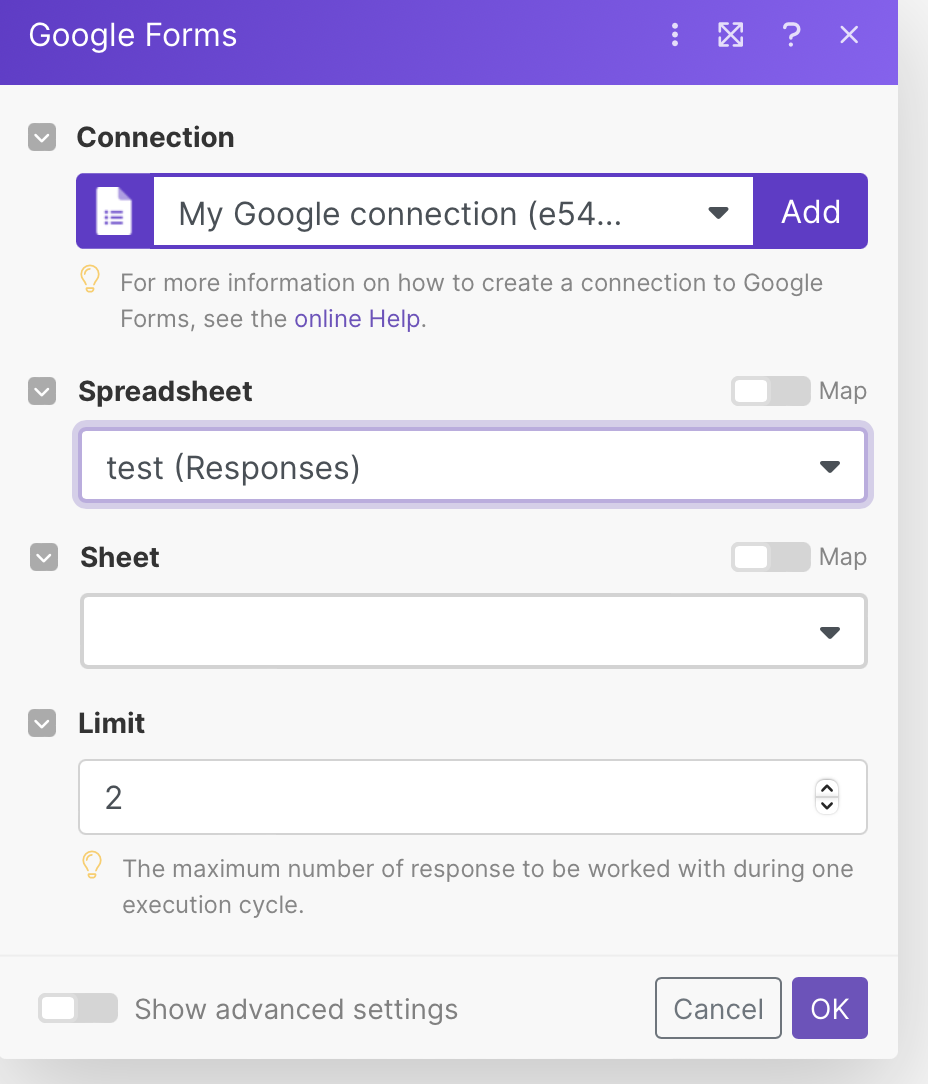 Google Forms
Connection
My Google connection (e54...
Add
For more information on how to create a connection to Google
Forms, see the online Help.
Spreadsheet
Map
test (Responses)
Sheet
Map
Limit
2
The maximum number of response to be worked with during one
execution cycle.
Show advanced settings
Cancel
OK